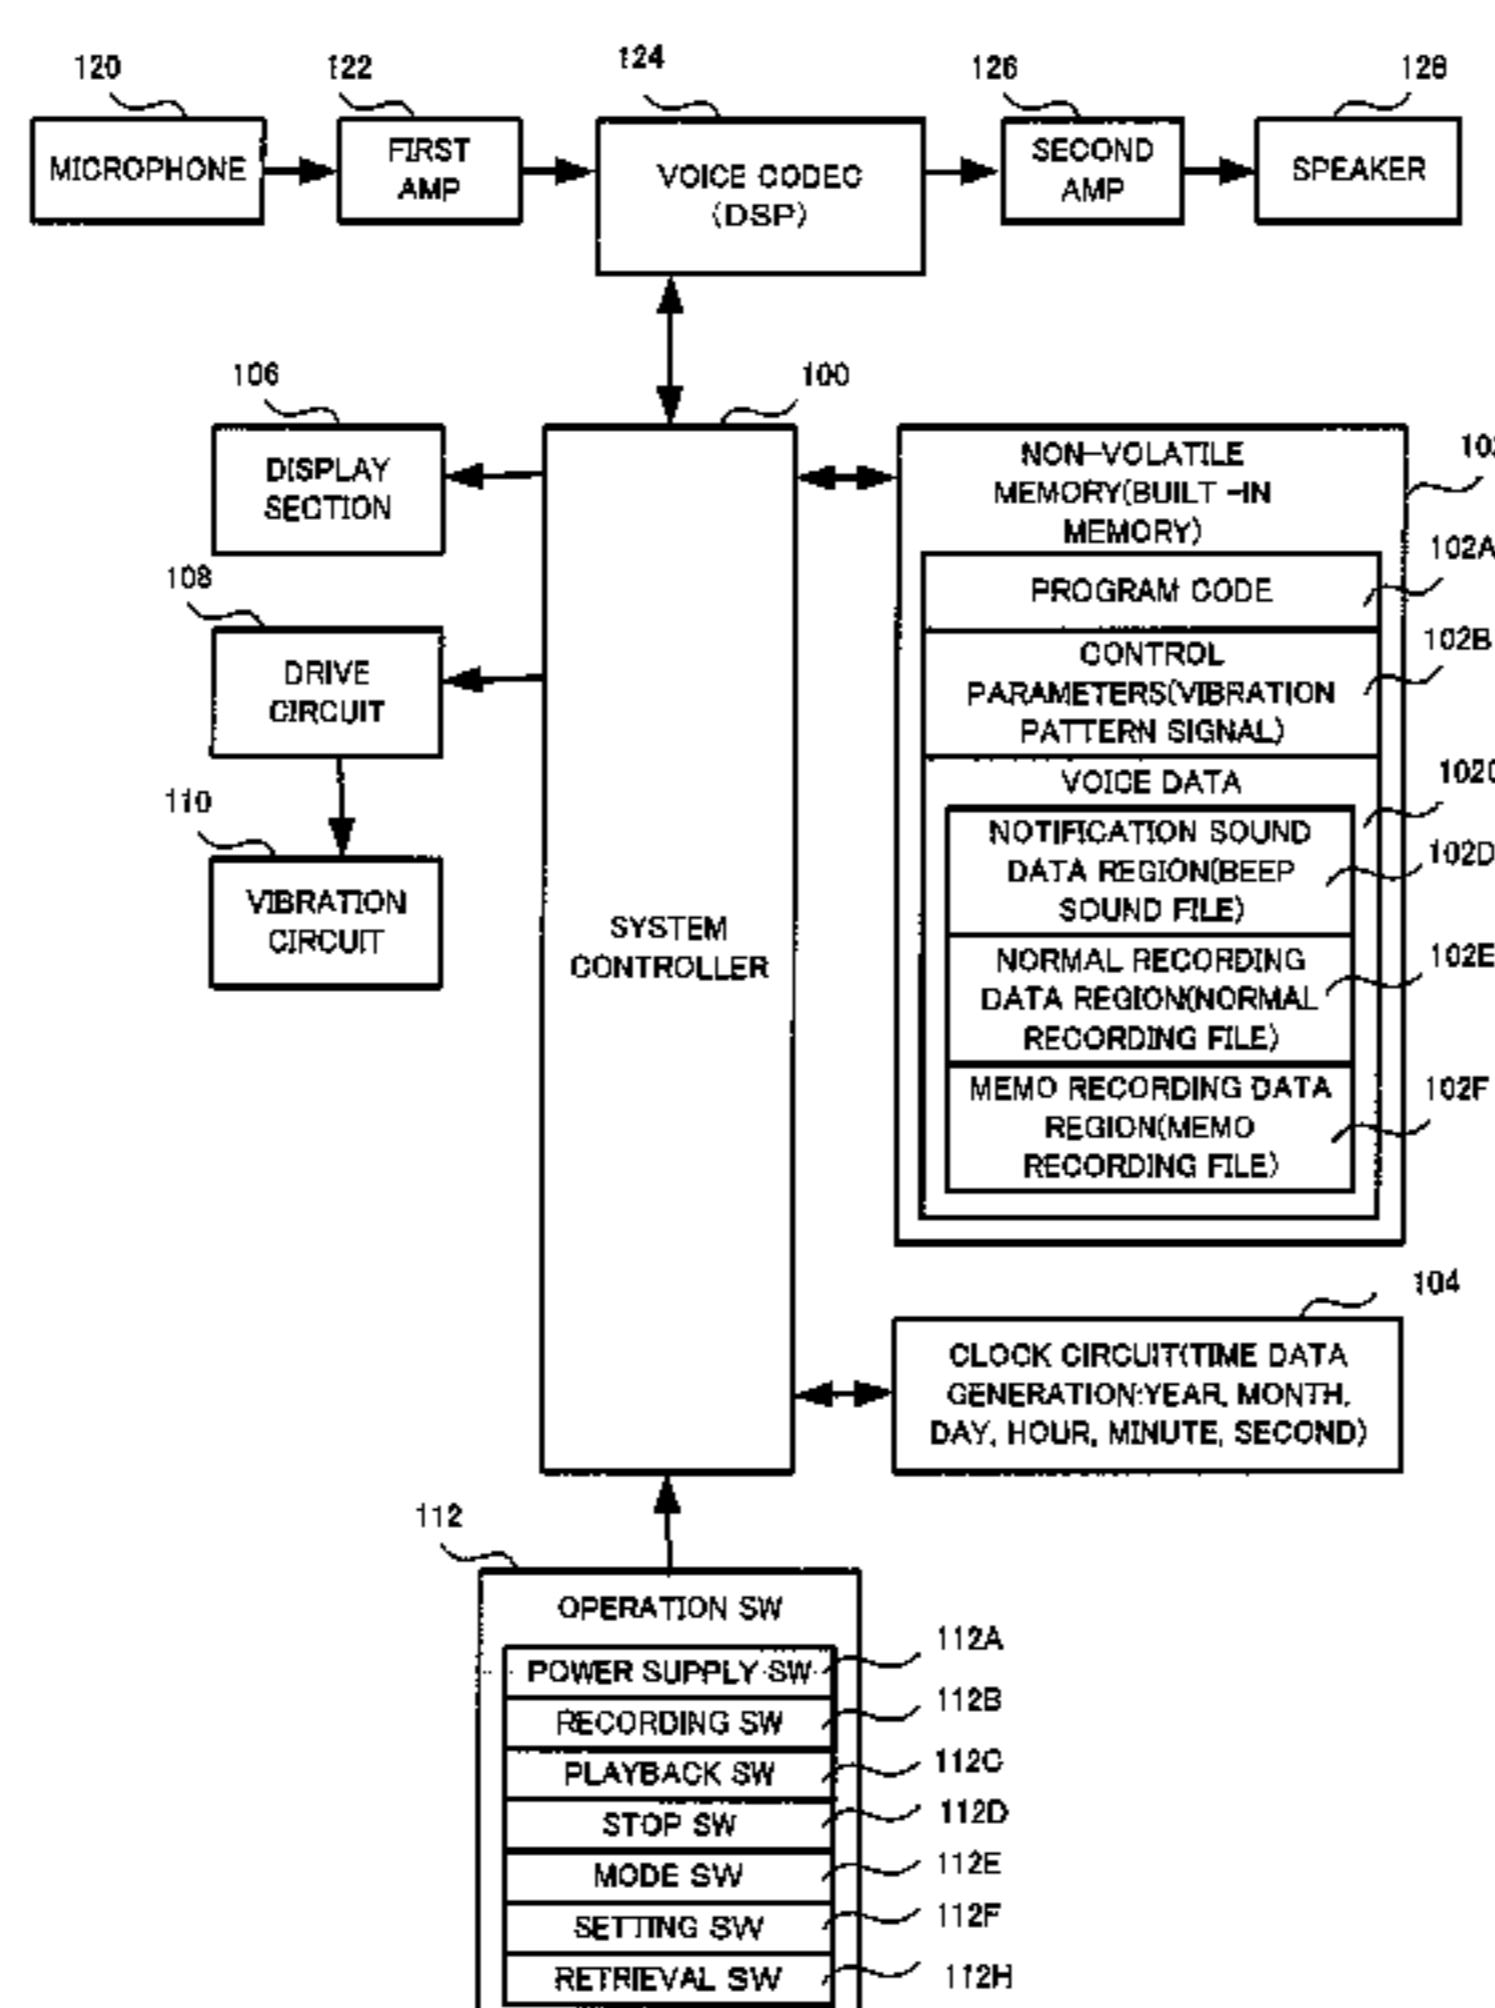 120
122
124
126
128
MICROPHONE
FIRST
AMP
VOICE CODEC
(DSP)
SECOND
AMP
SPEAKER
106
100
DISPLAY
SECTION
NON-VOLATILE
MEMORY(BUILT -IN
MEMORY)
102A
PROGRAM CODE
108
DRIVE
CIRCUIT
102B
CONTROL
PARAMETERS(VIBRATION
PATTERN SIGNAL)
110
VIBRATION
CIRCUIT
VOICE DATA
NOTIFICATION SOUND
DATA REGION(BEEP
SOUND FILE)
102D
SYSTEM
CONTROLLER
NORMAL RECORDING
DATA REGION(NORMAL
RECORDING FILE)
102E
MEMO RECORDING DATA
REGION(MEMO
RECORDING FILE)
102F
104
CLOCK CIRCUIT(TIME DATA
GENERATION:YEAR, MONTH,
DAY, HOUR, MINUTE, SECOND)
112
OPERATION SW
POWER SUPPLY SW
112A
RECORDING SW
112B
PLAYBACK SW
112C
STOP SW
112D
MODE SW
112E
SETTING SW
112F
RETRIEVAL SW
112H